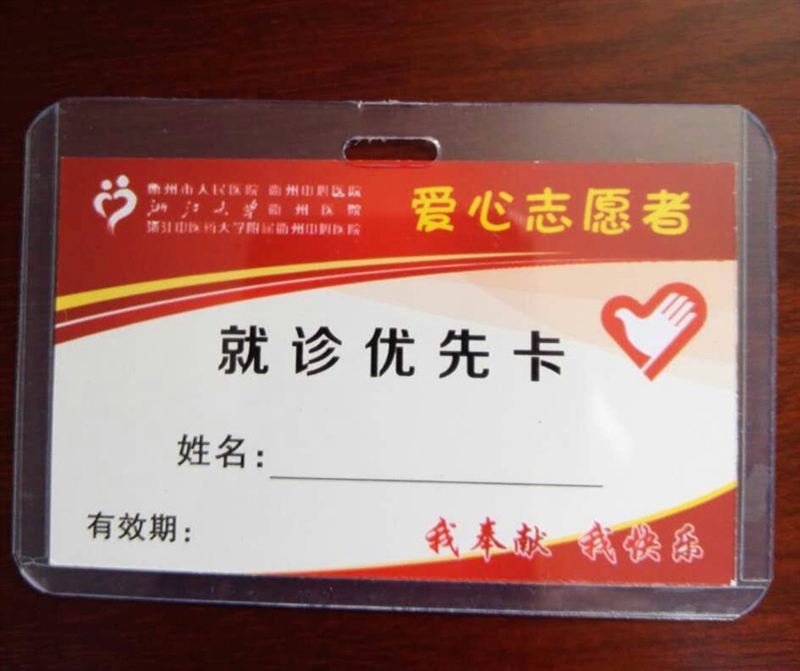 衢州市人民医院 衢州中心医院
浙江大学衢州医院
浙江中医药大学附属衢州中心医院
爱心志愿者
就诊优先卡
姓名:
有效期:
我奉献 我快乐